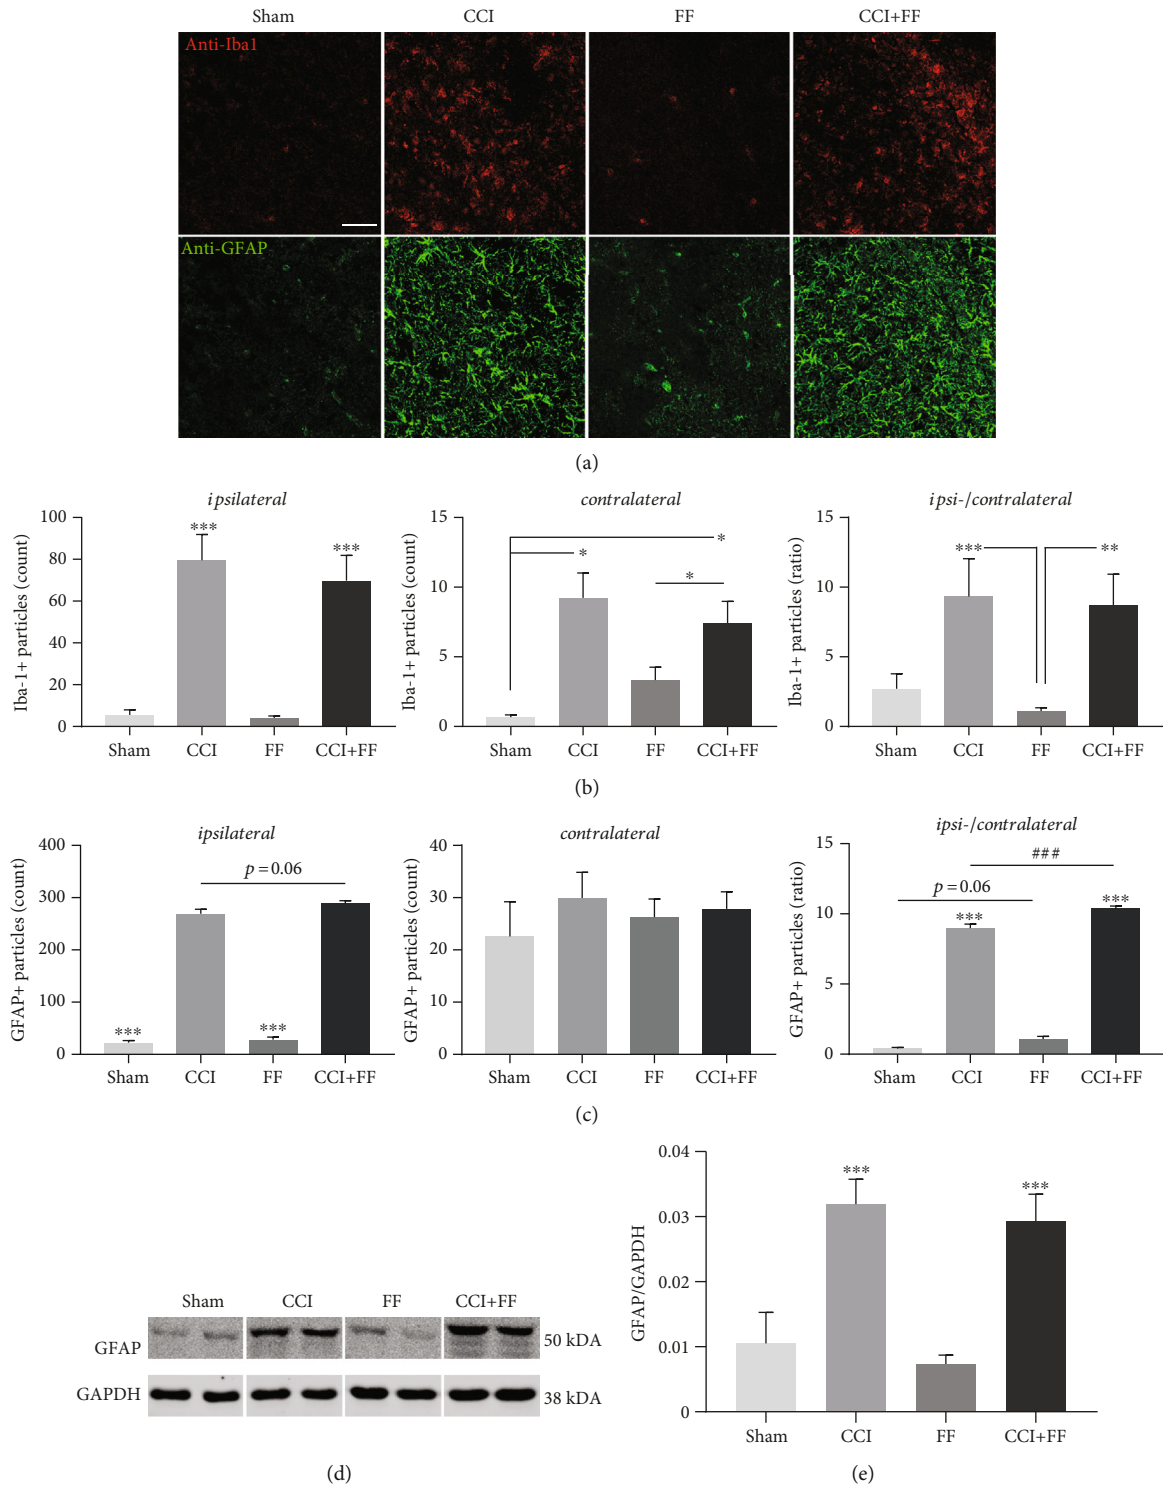 Sham CCI FF CCI+FF
Anti-Iba1
Anti-GFAP
(a)
ipsilateral
Iba-1+ particles (count)
100
80
60
40
20
0
***
***
Sham CCI FF CCI+FF
contralateral
Iba-1+ particles (count)
15
10
5
0
*
*
*
Sham CCI FF CCI+FF
ipsi-/contralateral
Iba-1+ particles (ratio)
15
10
5
0
***
**
Sham CCI FF CCI+FF
(b)
ipsilateral
GFAP+ particles (count)
400
300
200
100
0
p = 0.06
***
***
Sham CCI FF CCI+FF
contralateral
GFAP+ particles (count)
40
30
20
10
0
Sham CCI FF CCI+FF
ipsi-/contralateral
GFAP+ particles (ratio)
15
10
5
0
###
p = 0.06
***
***
Sham CCI FF CCI+FF
(c)
Sham CCI FF CCI+FF
GFAP 50 kDA
GAPDH 38 kDA
(d)
GFAP/GAPDH
0.04
0.03
0.02
0.01
0
***
***
Sham CCI FF CCI+FF
(e)